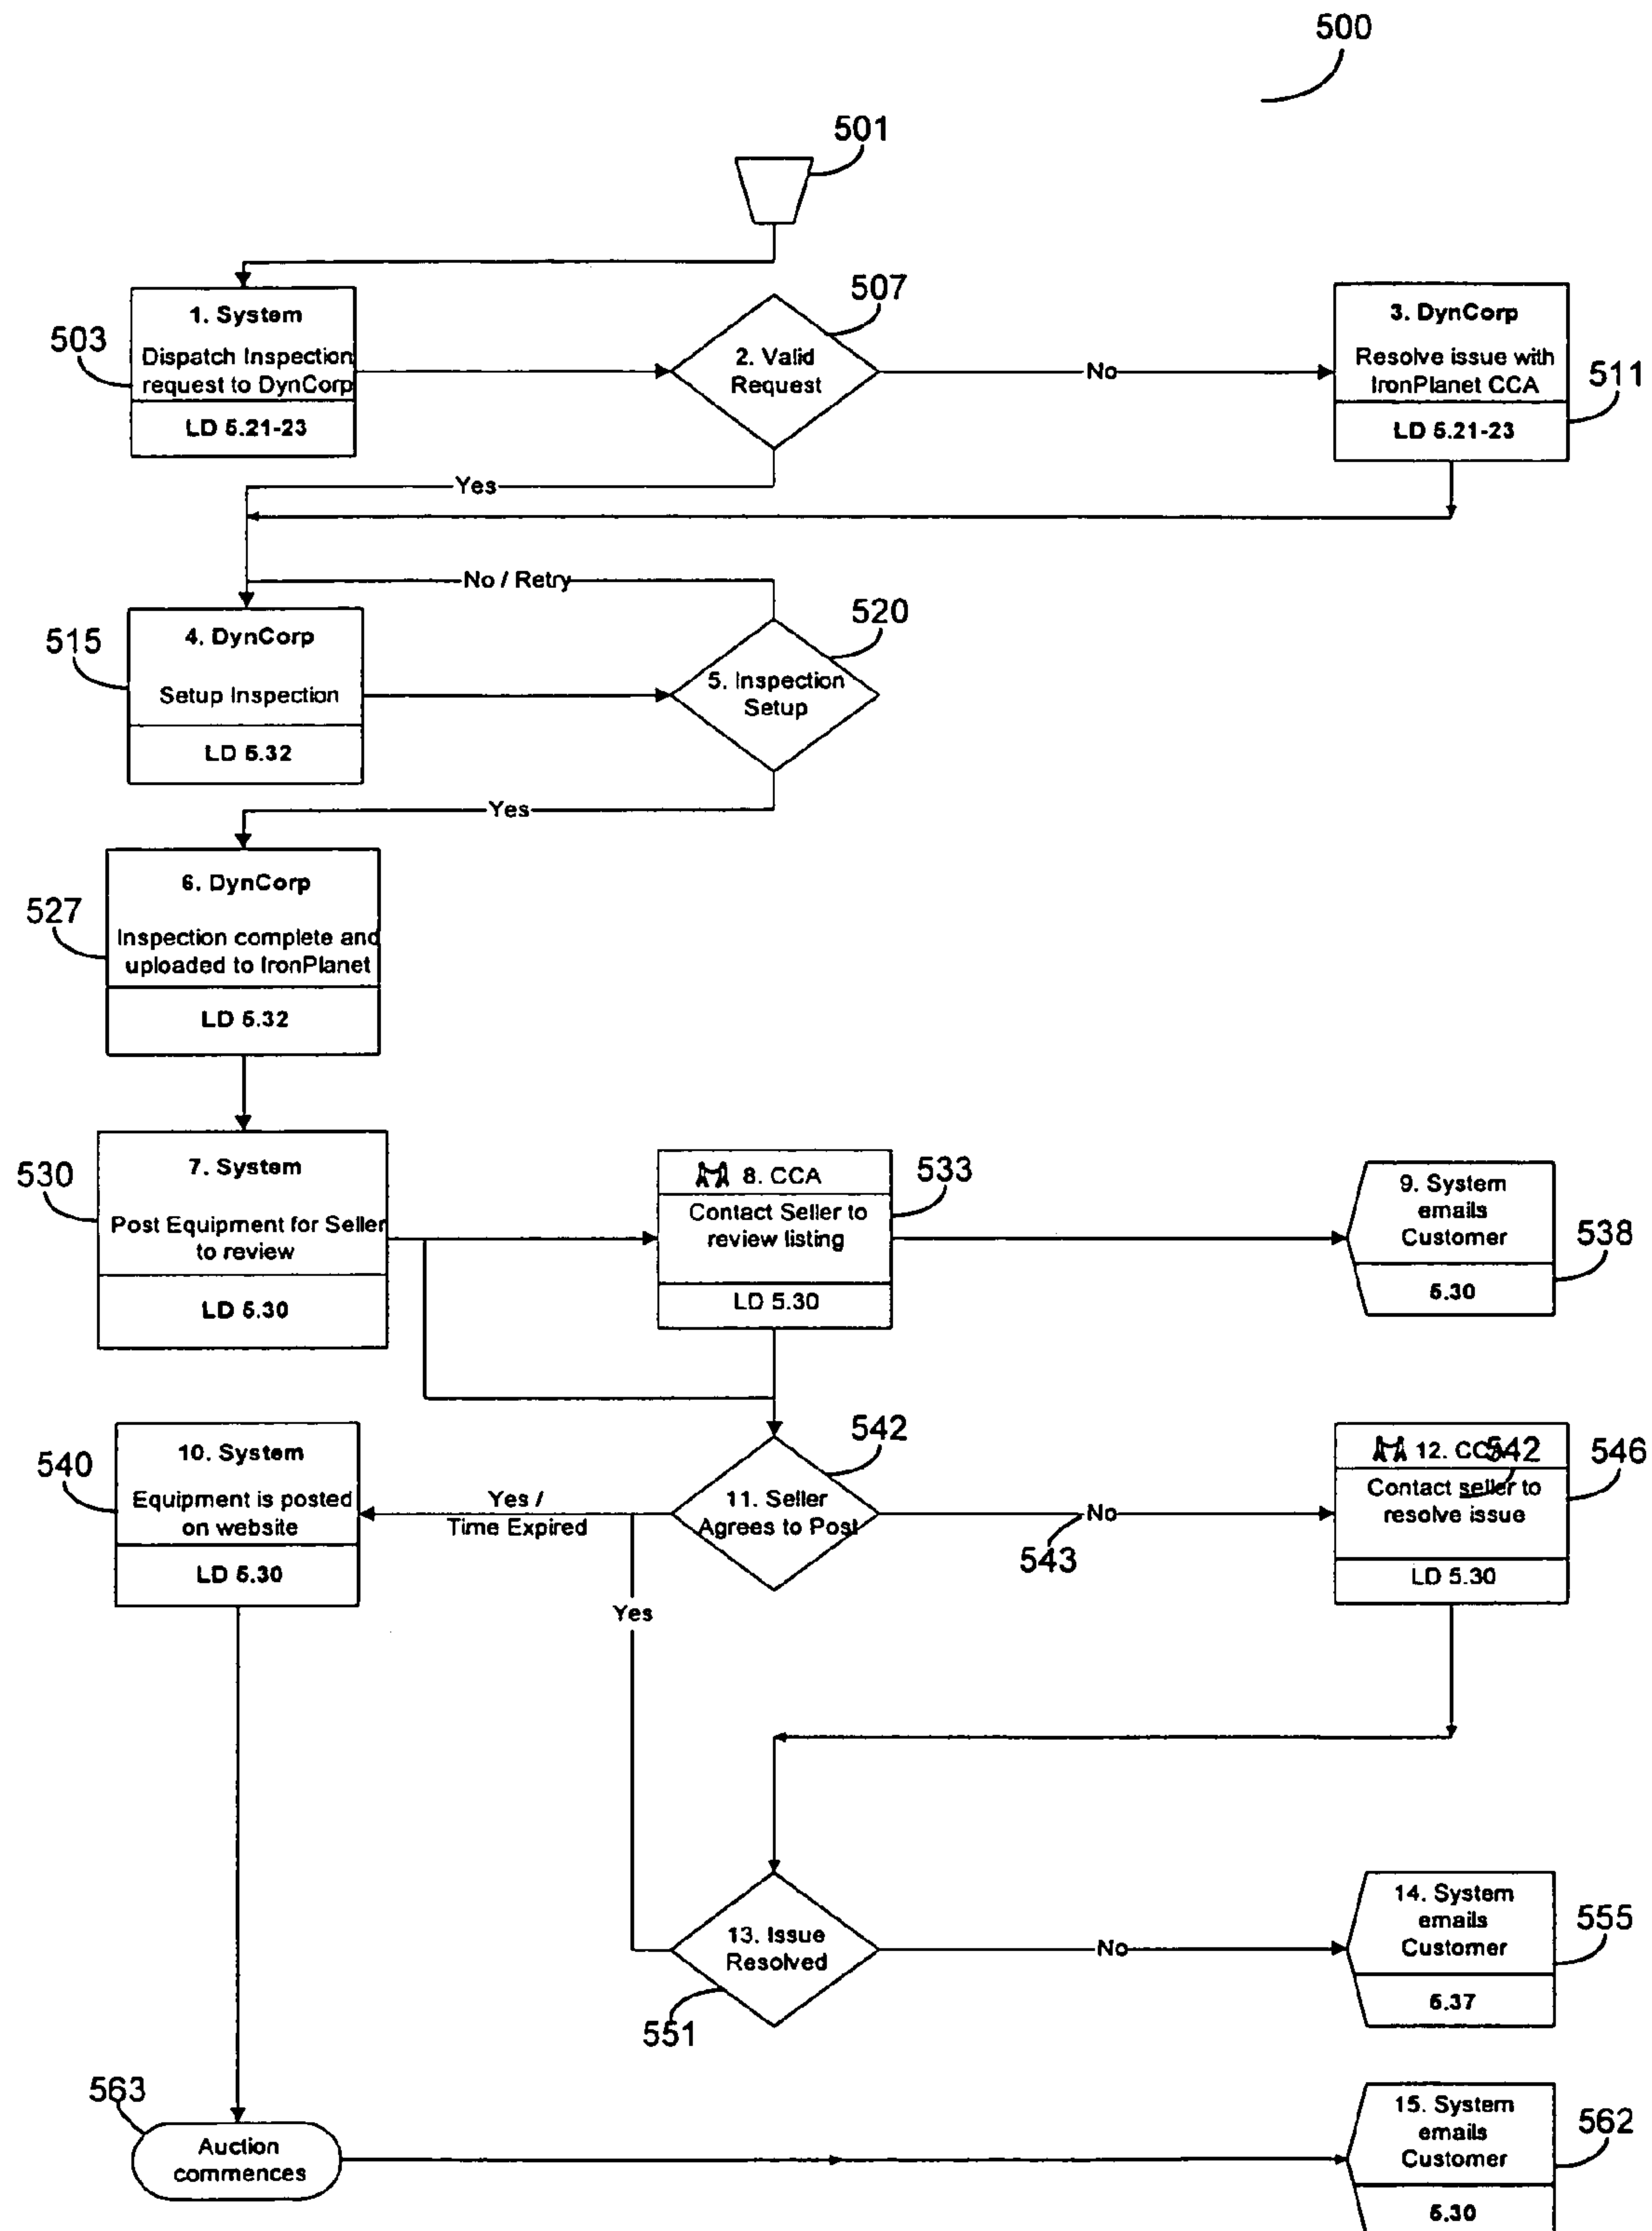 500
501
503
1. System
Dispatch Inspection
request to DynCorp
LD 5.21-23
507
2. Valid
Request
No
3. DynCorp
Resolve issue with
IronPlanet CCA
LD 5.21-23
511
Yes
No / Retry
515
4. DynCorp
Setup Inspection
LD 5.32
520
5. Inspection
Setup
Yes
527
6. DynCorp
Inspection complete and
uploaded to IronPlanet
LD 5.32
530
7. System
Post Equipment for Seller
to review
LD 5.30
8. CCA
Contact Seller to
review listing
LD 5.30
533
9. System
emails
Customer
5.30
538
540
10. System
Equipment is posted
on website
LD 5.30
Yes /
Time Expired
542
11. Seller
Agrees to Post
No
543
12. CCA
542
Contact seller to
resolve issue
LD 5.30
546
Yes
13. Issue
Resolved
551
No
14. System
emails
Customer
5.37
555
563
Auction
commences
15. System
emails
Customer
5.30
562